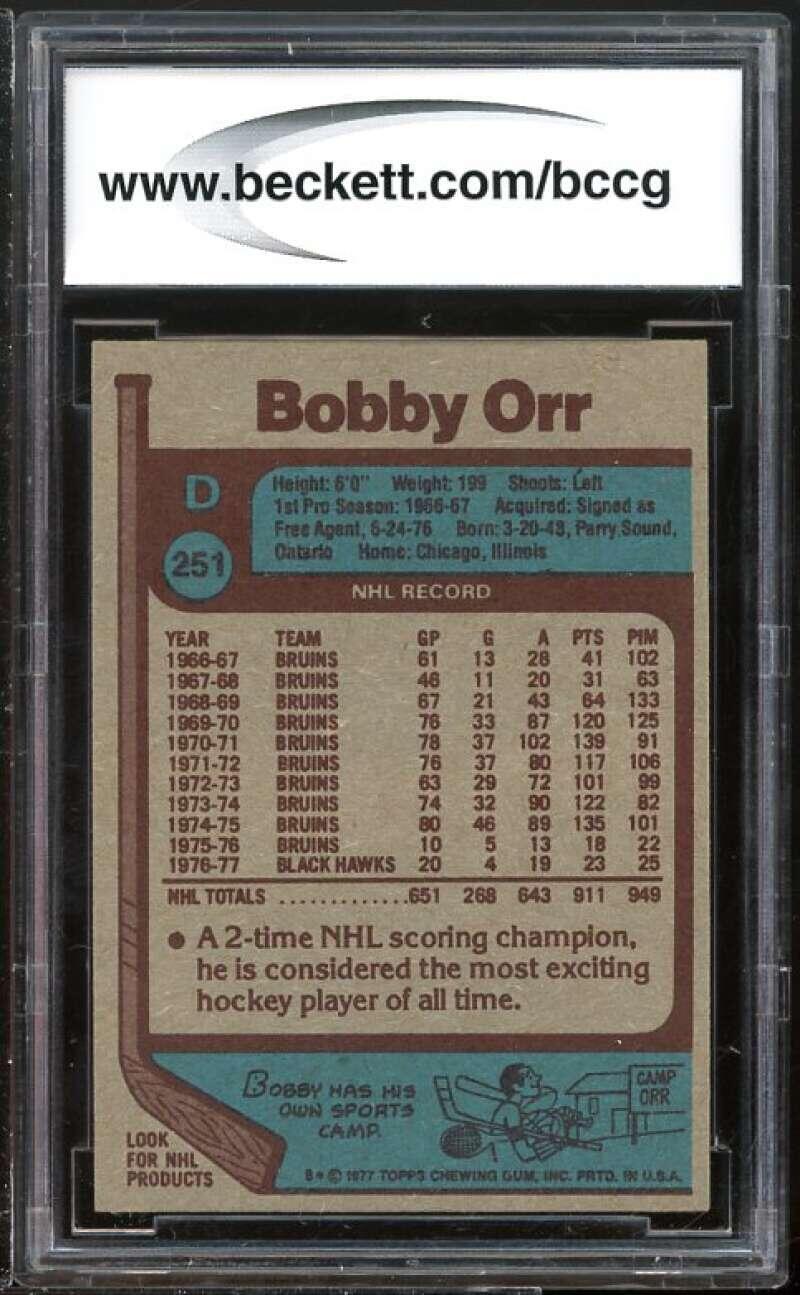 www.beckett.com/bccg
Bobby Orr
D
251
Height: 6'0" Weight: 199 Shoots: Left
1st Pro Season: 1966-67 Acquired: Signed as
Free Agent, 6-24-76 Born: 3-20-48, Parry Sound,
Ontario Home: Chicago, Illinois
NHL RECORD
YEAR TEAM GP G A PTS PIM
1966-67 BRUINS 61 13 28 41 102
1967-68 BRUINS 46 11 20 31 63
1968-69 BRUINS 67 21 43 64 133
1969-70 BRUINS 76 33 87 120 125
1970-71 BRUINS 78 37 102 139 91
1971-72 BRUINS 76 37 80 117 106
1972-73 BRUINS 63 29 72 101 99
1973-74 BRUINS 74 32 90 122 82
1974-75 BRUINS 80 46 89 135 101
1975-76 BRUINS 10 5 13 18 22
1976-77 BLACK HAWKS 20 4 19 23 25
NHL TOTALS .............651 268 643 911 949
● A 2-time NHL scoring champion,
he is considered the most exciting
hockey player of all time.
BOBBY HAS HIS
OWN SPORTS
CAMP.
CAMP
ORR
LOOK
FOR NHL
PRODUCTS
B* © 1977 TOPPS CHEWING GUM, INC. PRTD. IN U.S.A.